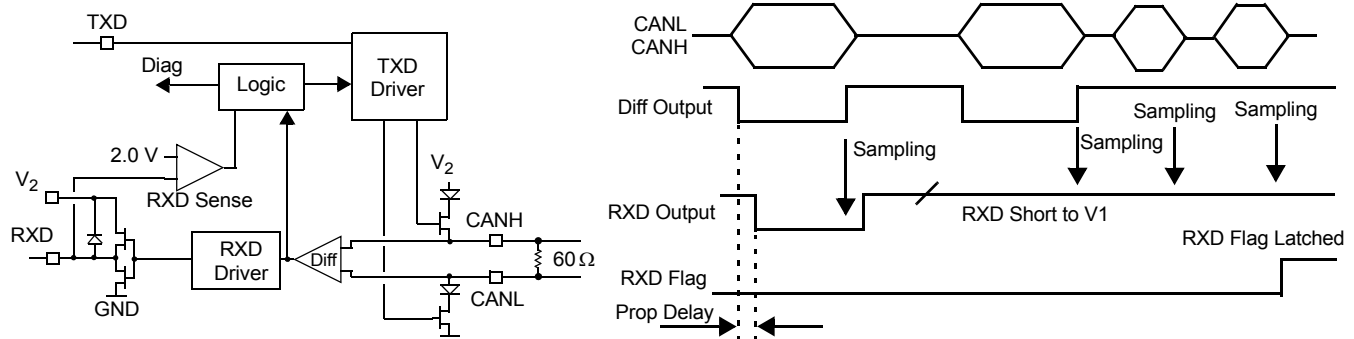 TXD
Diag
Logic
TXD
Driver
2.0 V
V2
RXD Sense
V2
RXD
RXD
Driver
Diff
CANH
60 Ω
CANL
GND
CANL
CANH
Diff Output
Sampling
Sampling
Sampling
Sampling
RXD Output
RXD Short to V1
RXD Flag Latched
RXD Flag
Prop Delay